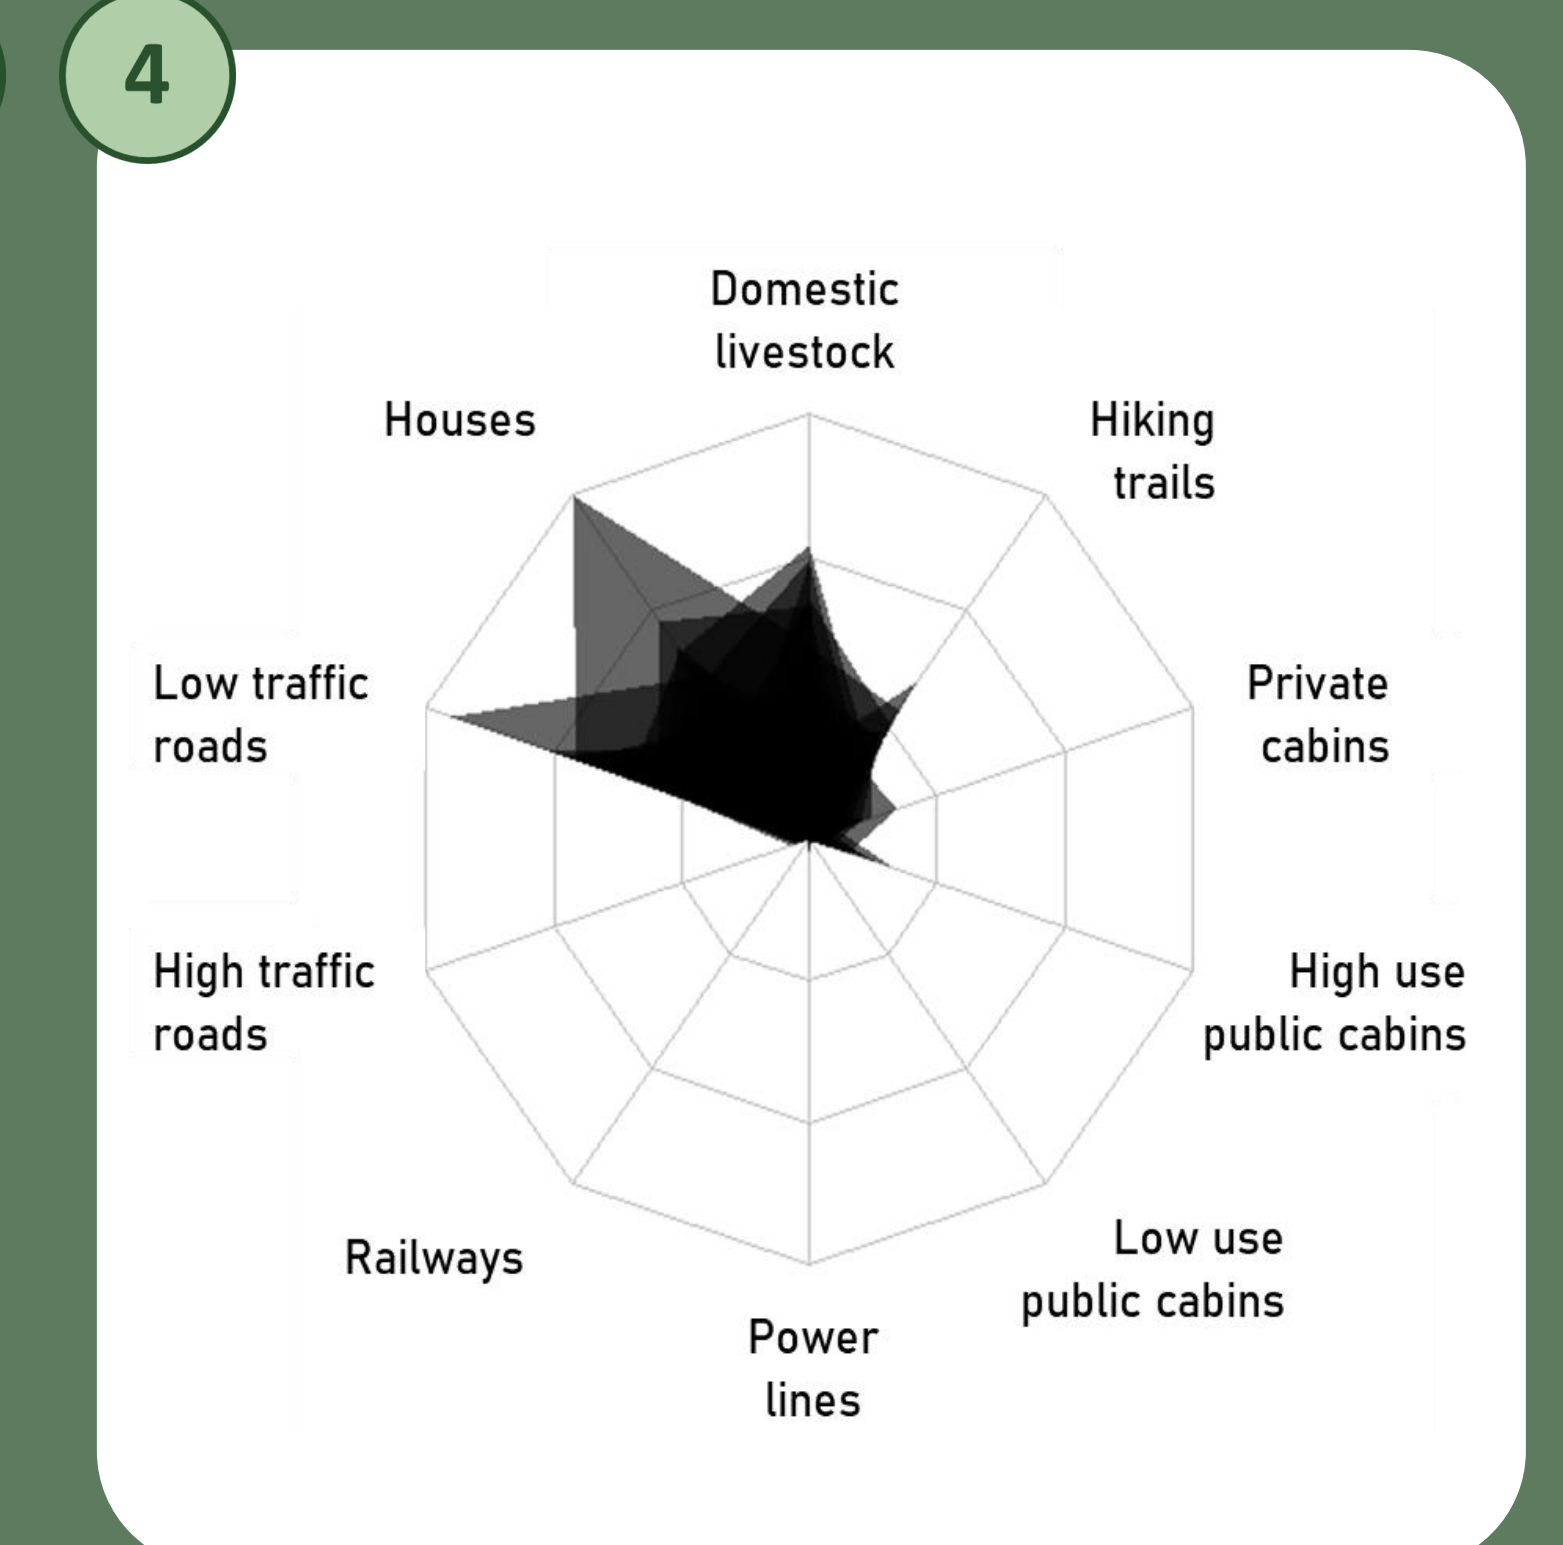 4
Domestic
livestock
Houses
Hiking
trails
Low traffic
roads
Private
cabins
High traffic
roads
High use
public cabins
Railways
Low use
public cabins
Power
lines